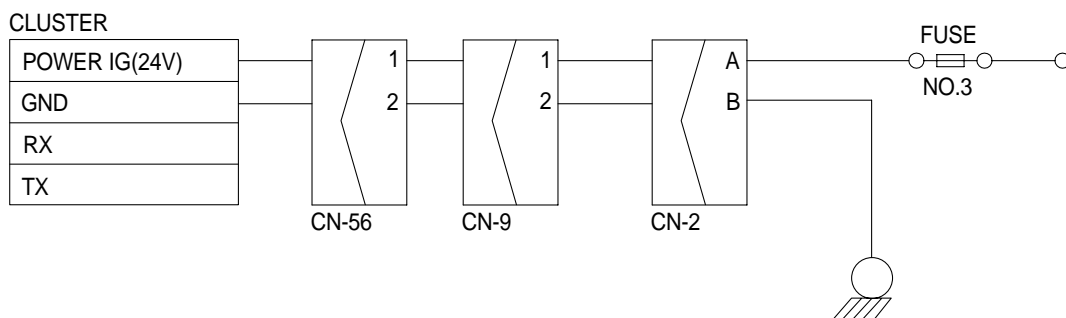 CLUSTER
POWER IG(24V)
GND
RX
TX
1
2
CN-56
1
2
CN-9
A
B
CN-2
FUSE
NO.3